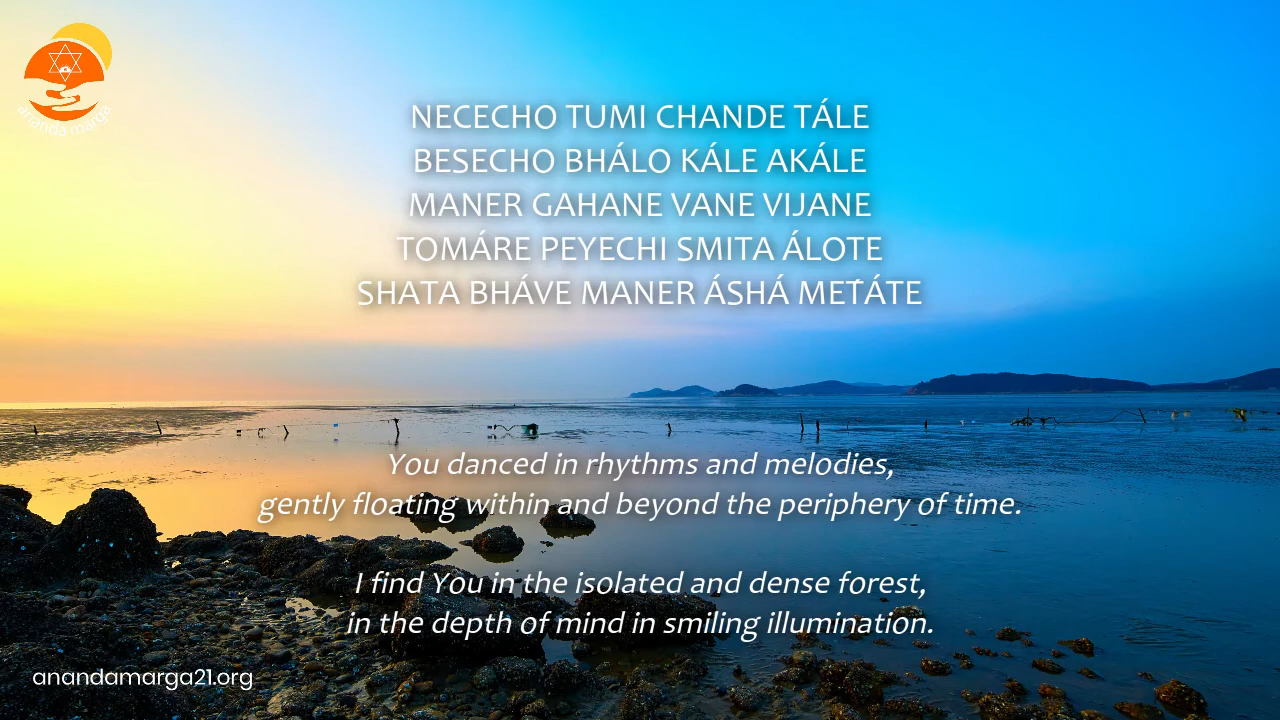 ananda marga
NECECHO TUMI CHANDE TÁLE
BESECHO BHÁLO KÁLE AKÁLE
MANER GAHANE VANE VIJANE
TOMÁRE PEYECHI SMITA ÁLOTE
SHATA BHÁVE MANER ÁSHÁ MET́ÁTE
You danced in rhythms and melodies,
gently floating within and beyond the periphery of time.
I find You in the isolated and dense forest,
in the depth of mind in smiling illumination.
anandamarga21.org